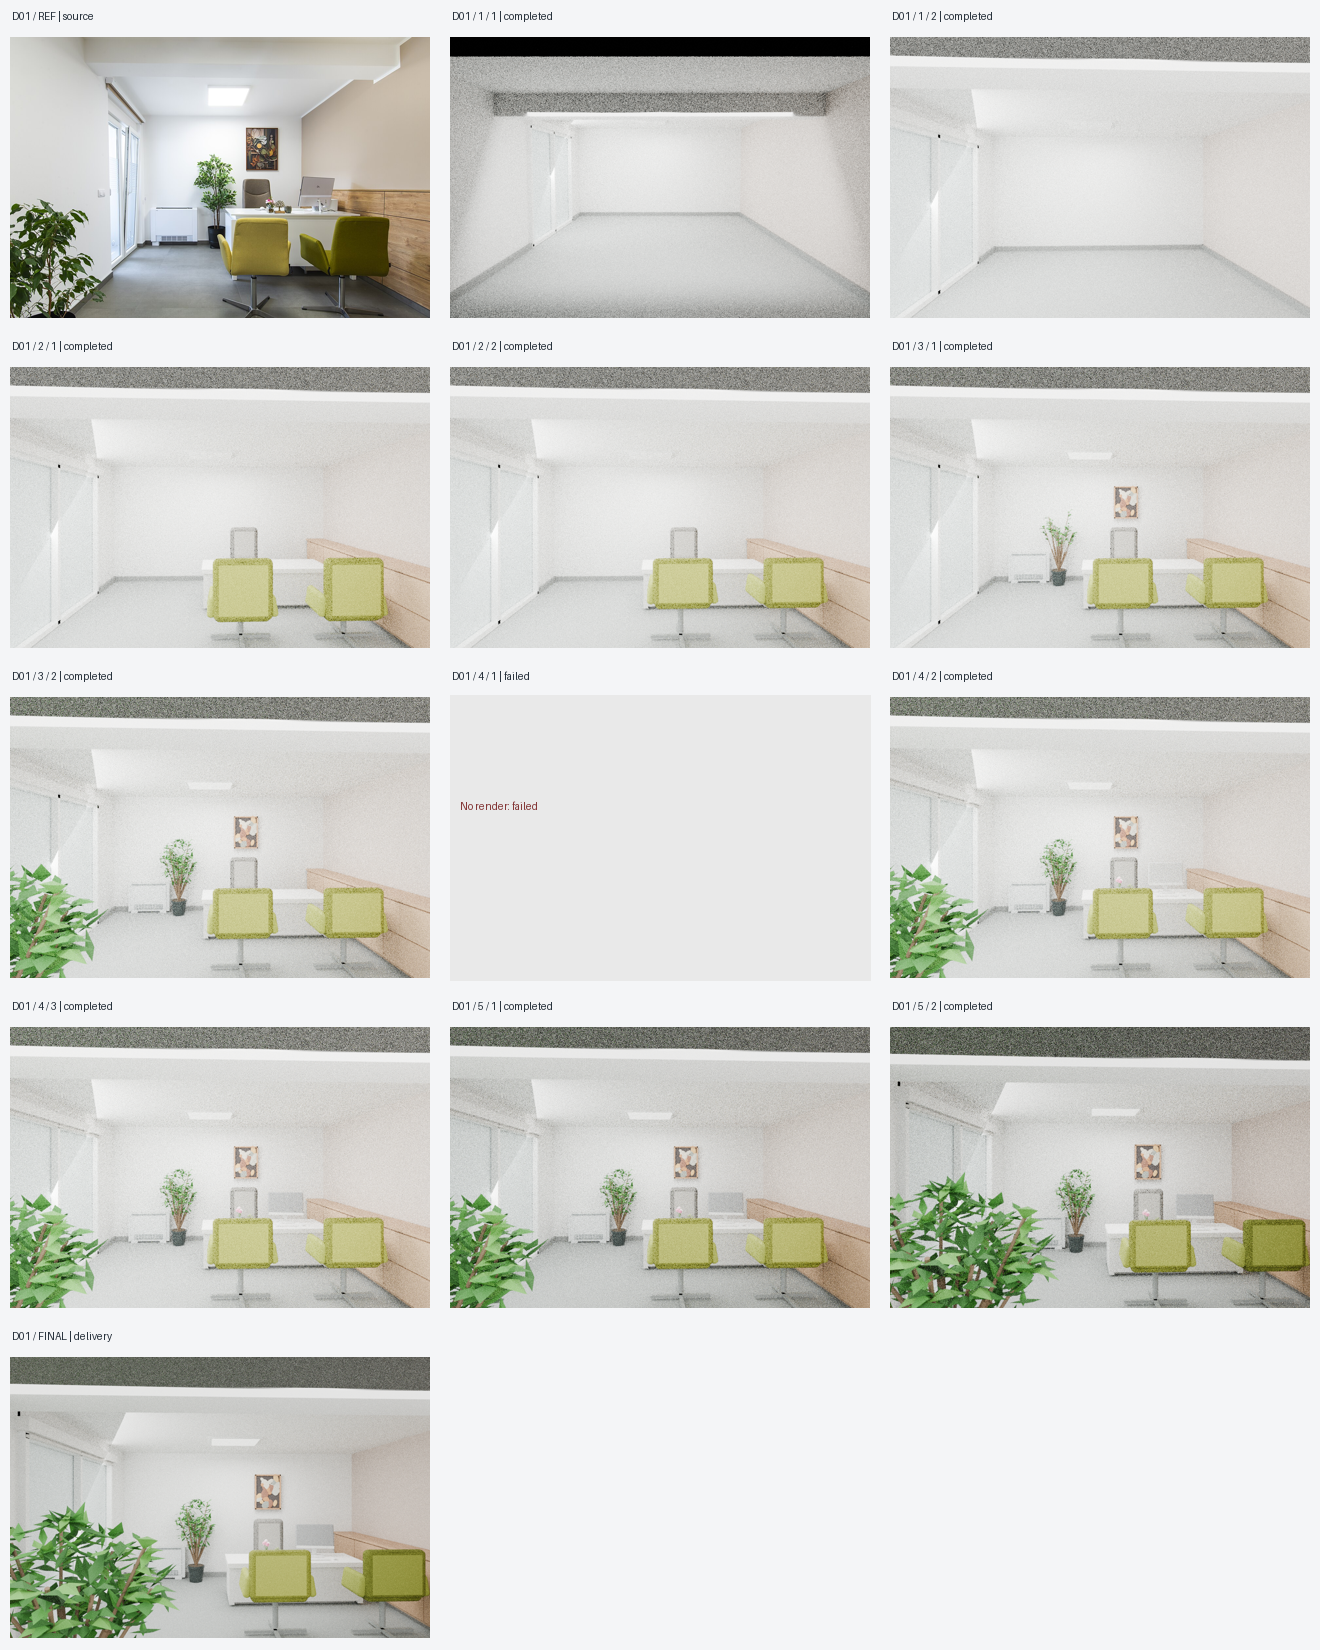 D01 / REF | source
D01 / 1 / 1 | completed
D01 / 1 / 2 | completed
D01 / 2 / 1 | completed
D01 / 2 / 2 | completed
D01 / 3 / 1 | completed
D01 / 3 / 2 | completed
D01 / 4 / 1 | failed
D01 / 4 / 2 | completed
No render: failed
D01 / 4 / 3 | completed
D01 / 5 / 1 | completed
D01 / 5 / 2 | completed
D01 / FINAL | delivery